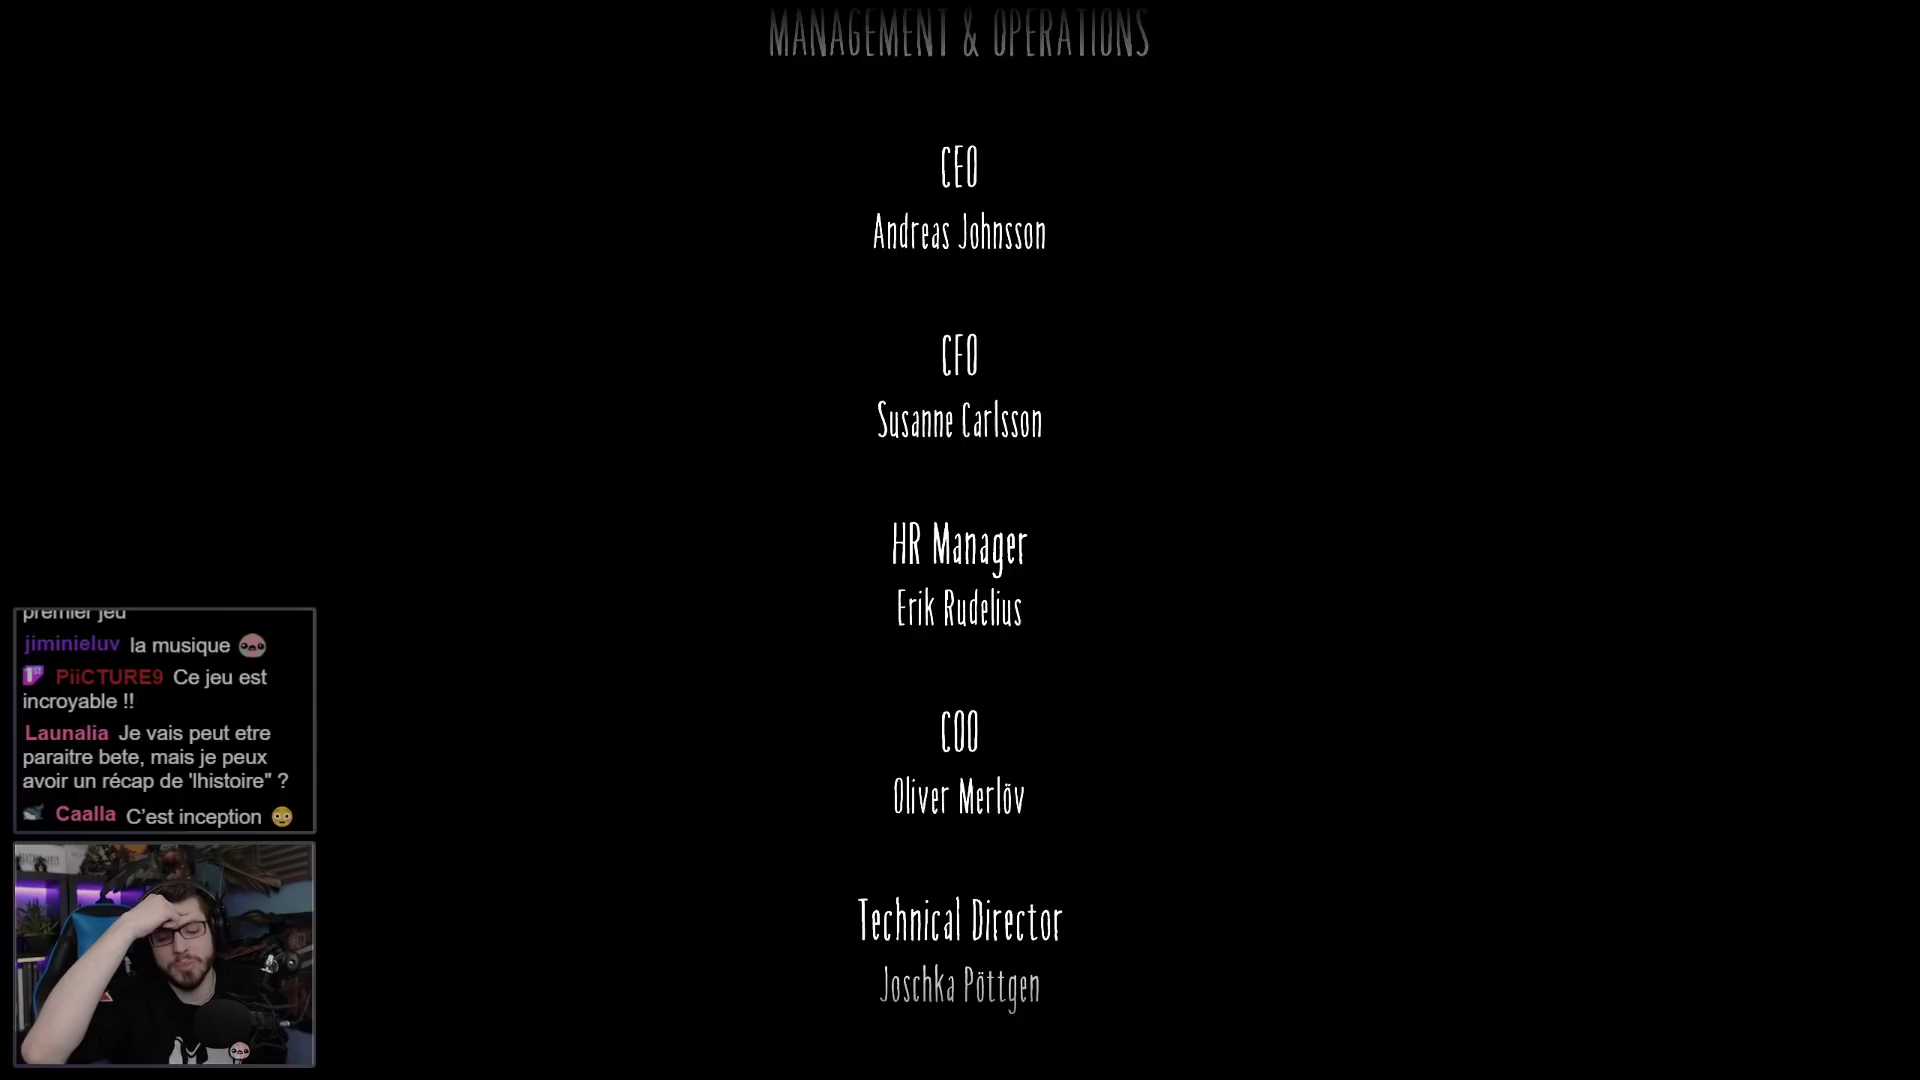 MANAGEMENT & OPERATIONS
CEO
Andreas Johnsson
CFO
Susanne Carlsson
HR Manager
Erik Rudelius
COO
Oliver Merlöv
Technical Director
Joschka Pöttgen
premier jeu
jiminieluv la musique
PiiCTURE9 Ce jeu est
incroyable !!
Launalia Je vais peut etre
paraitre bete, mais je peux
avoir un récap de 'lhistoire" ?
Caalla C'est inception